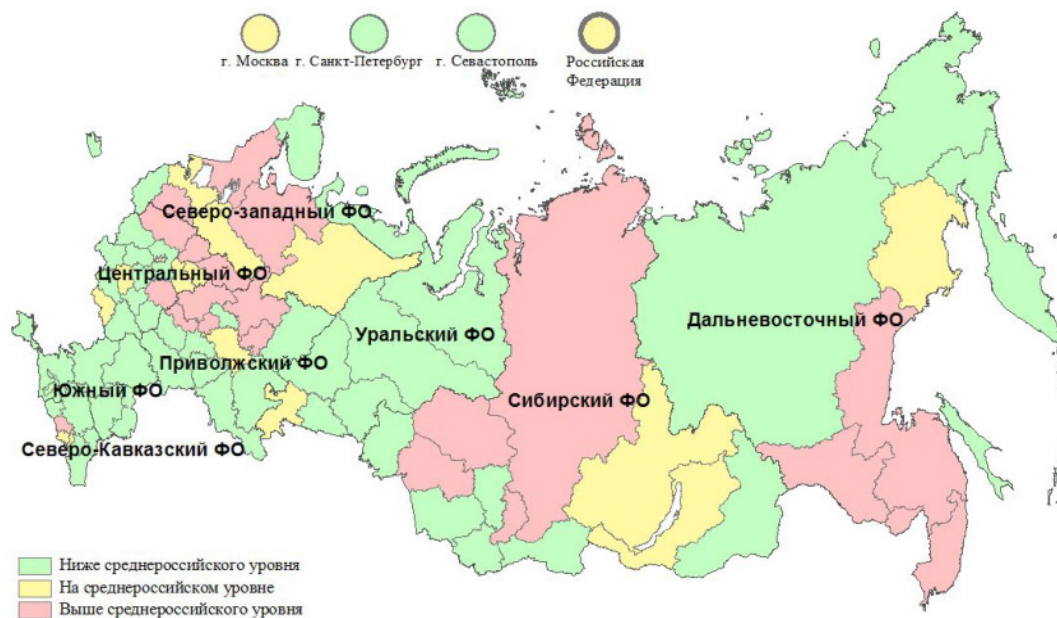 г. Москва
г. Санкт-Петербург
г. Севастополь
Российская
Федерация
Северо-западный ФО
Центральный ФО
Уральский ФО
Дальневосточный ФО
Приволжский ФО
Южный ФО
Сибирский ФО
Северо-Кавказский ФО
Ниже среднероссийского уровня
На среднероссийском уровне
Выше среднероссийского уровня